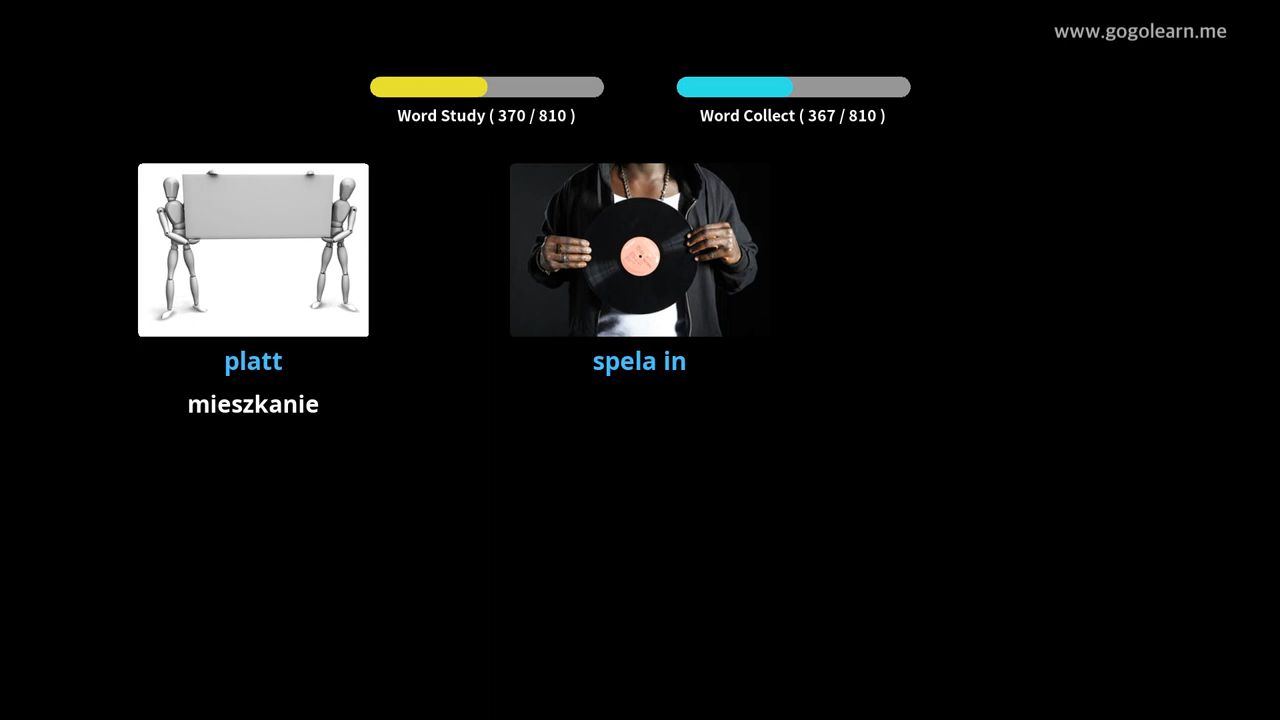 www.gogolearn.me
Word Study ( 370 / 810 )
Word Collect ( 367 / 810 )
platt
spela in
mieszkanie